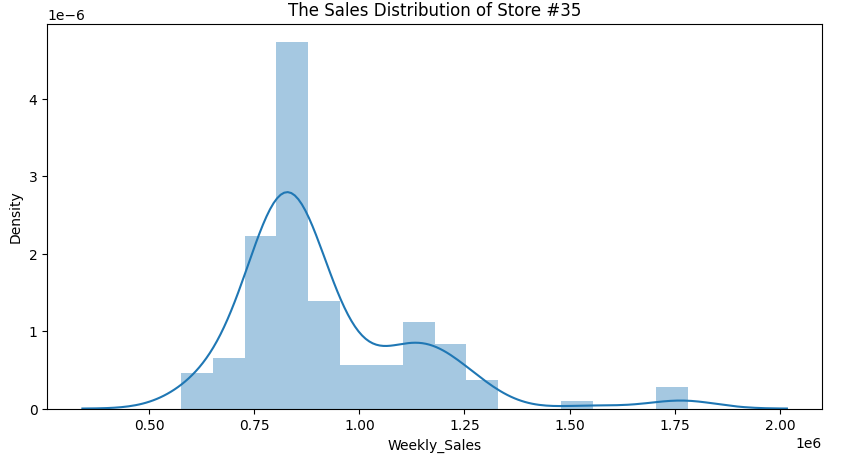 The Sales Distribution of Store #35
1e−6
4
3
2
1
0
Density
0.50 0.75 1.00 1.25 1.50 1.75 2.00
1e6
Weekly_Sales